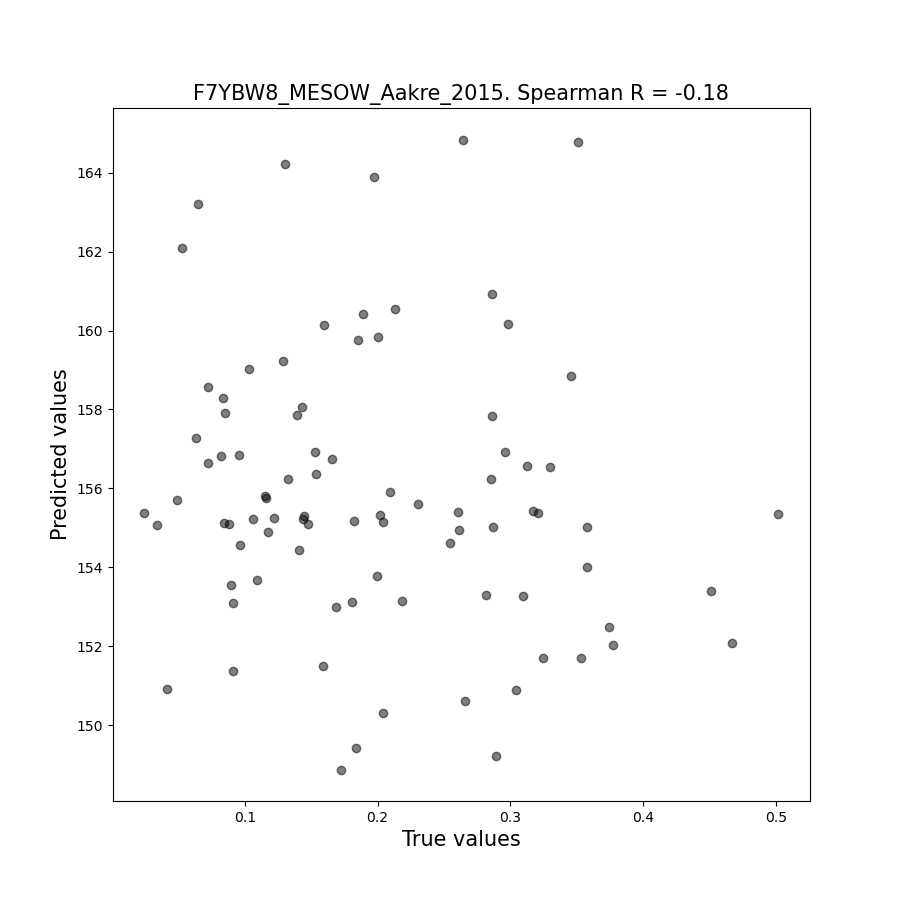 F7YBW8_MESOW_Aakre_2015. Spearman R = -0.18
Predicted values
164
162
160
158
156
154
152
150
0.1 0.2 0.3 0.4 0.5
True values